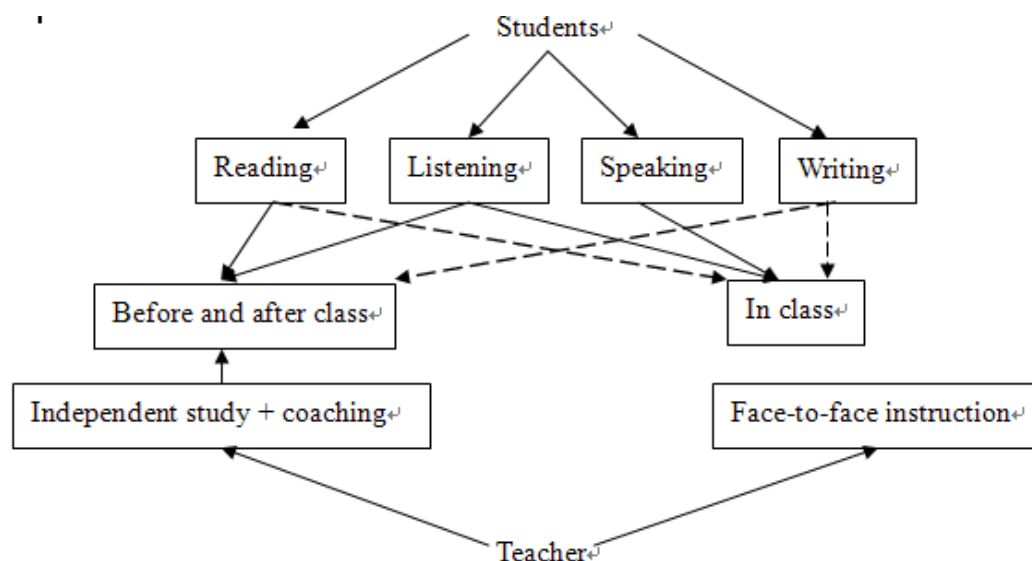 Students↵
Reading↵
Listening↵
Speaking↵
Writing↵
Before and after class↵
In class↵
Independent study + coaching↵
Face-to-face instruction↵
Teacher↵